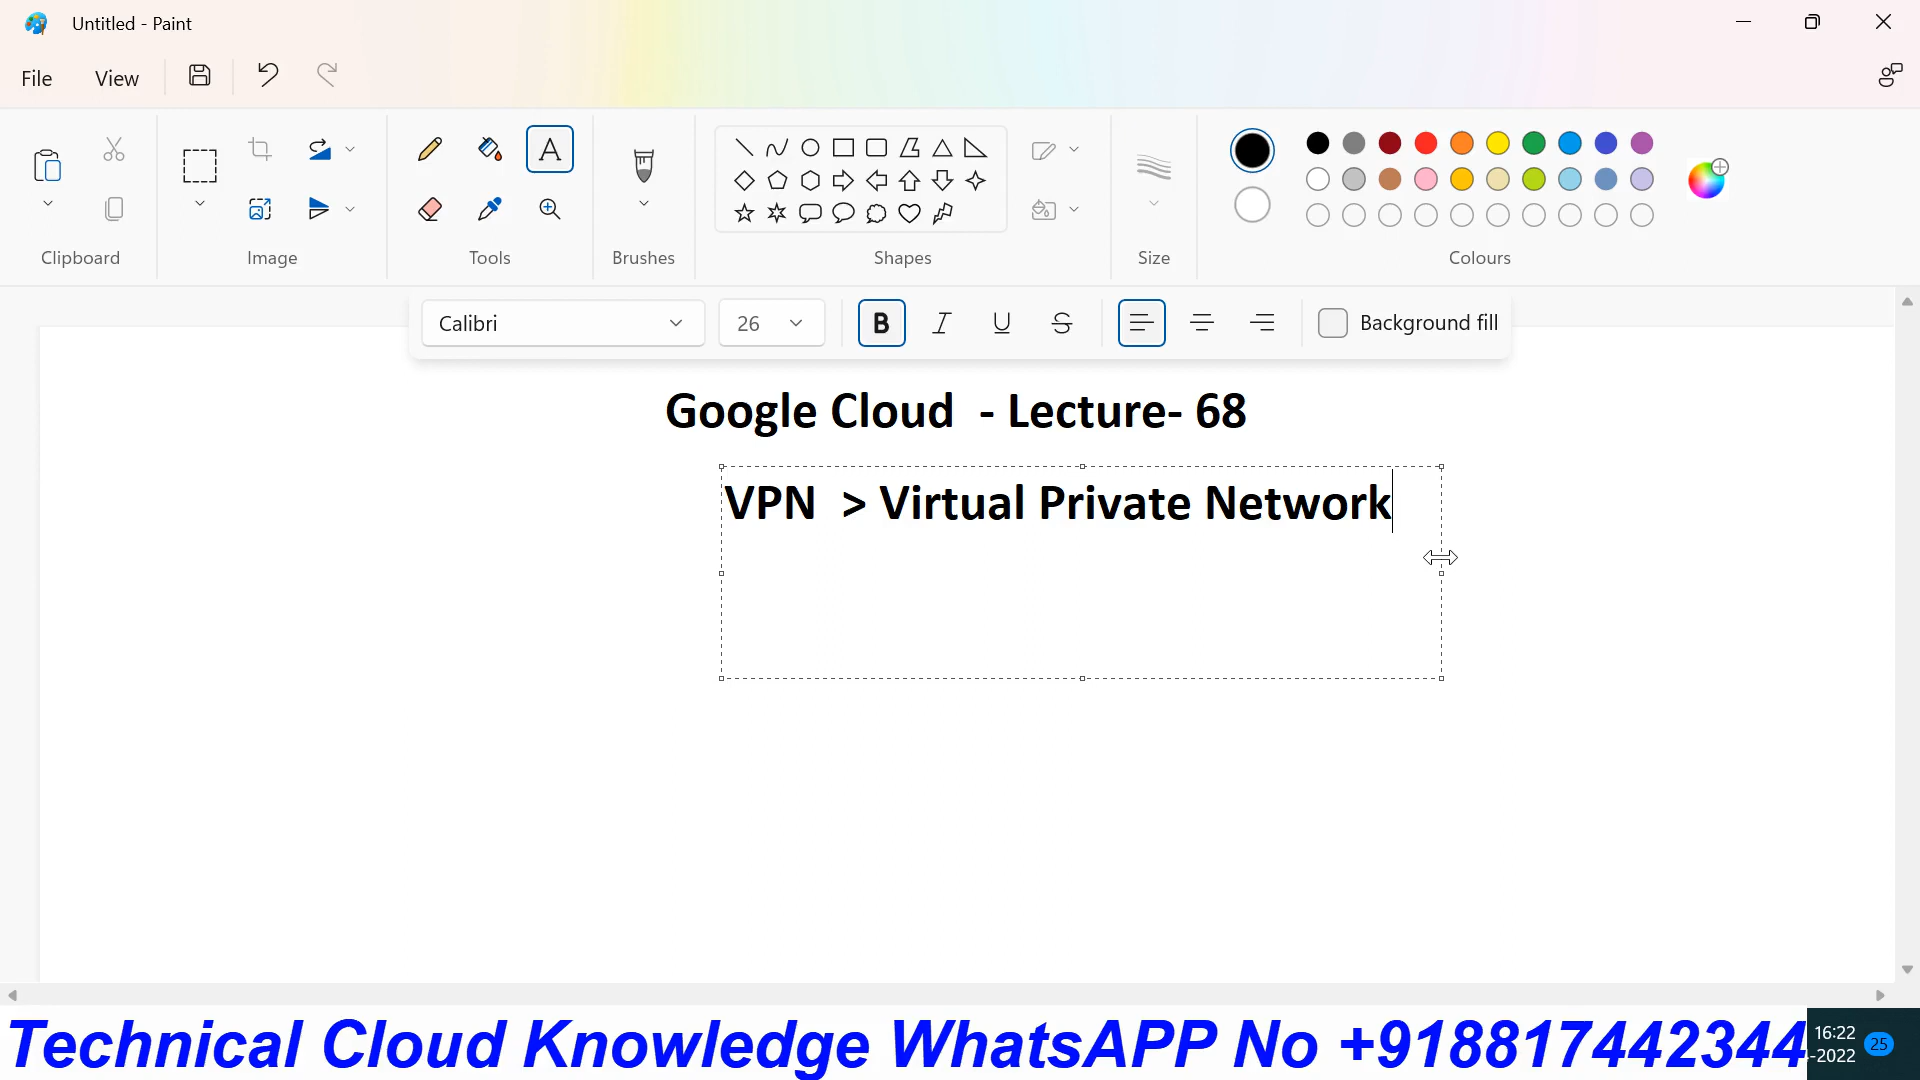 Untitled - Paint
File View
Clipboard
Image
Tools
Brushes
Shapes
Size
Colours
Calibri
26
B
Background fill
Google Cloud  - Lecture- 68
VPN  > Virtual Private Network
Technical Cloud Knowledge WhatsAPP No +918817442344
16:22
-2022
25